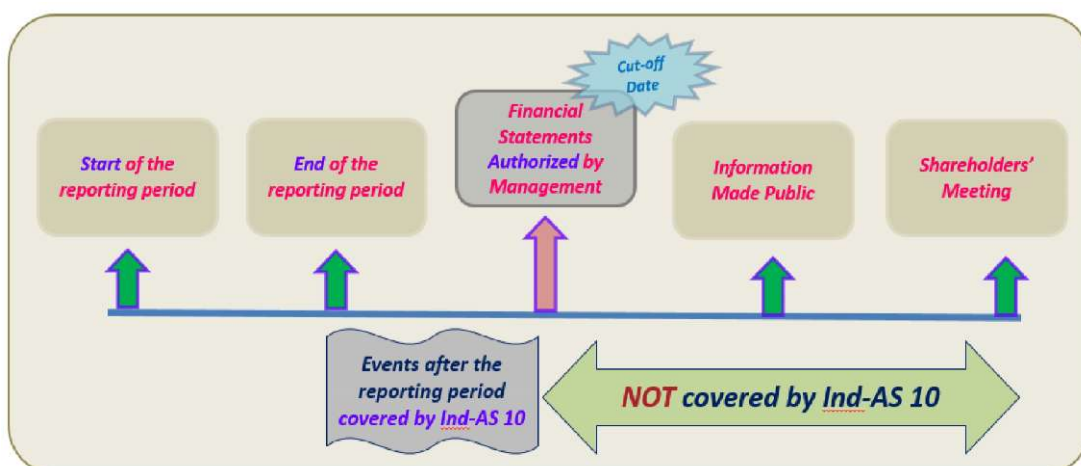 Cut-off
Date
Start of the
reporting period
End of the
reporting period
Financial
Statements
Authorized by
Management
Information
Made Public
Shareholders’
Meeting
Events after the
reporting period
covered by Ind-AS 10
NOT covered by Ind-AS 10